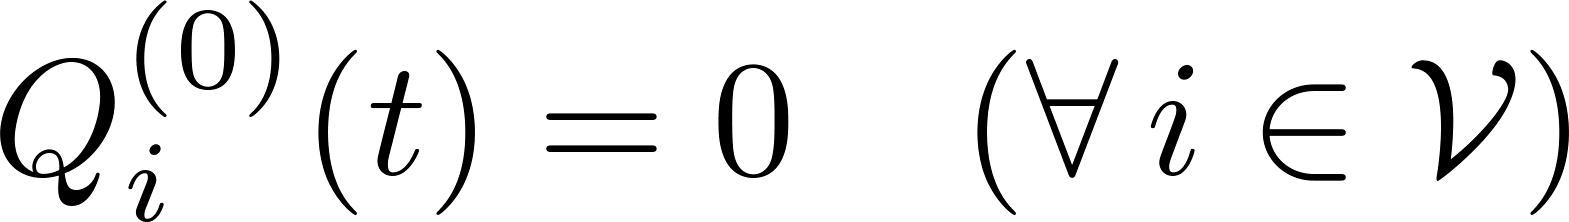 $Q_i^{(0)}(t) = 0 \quad (\forall i \in \mathcal{V})$